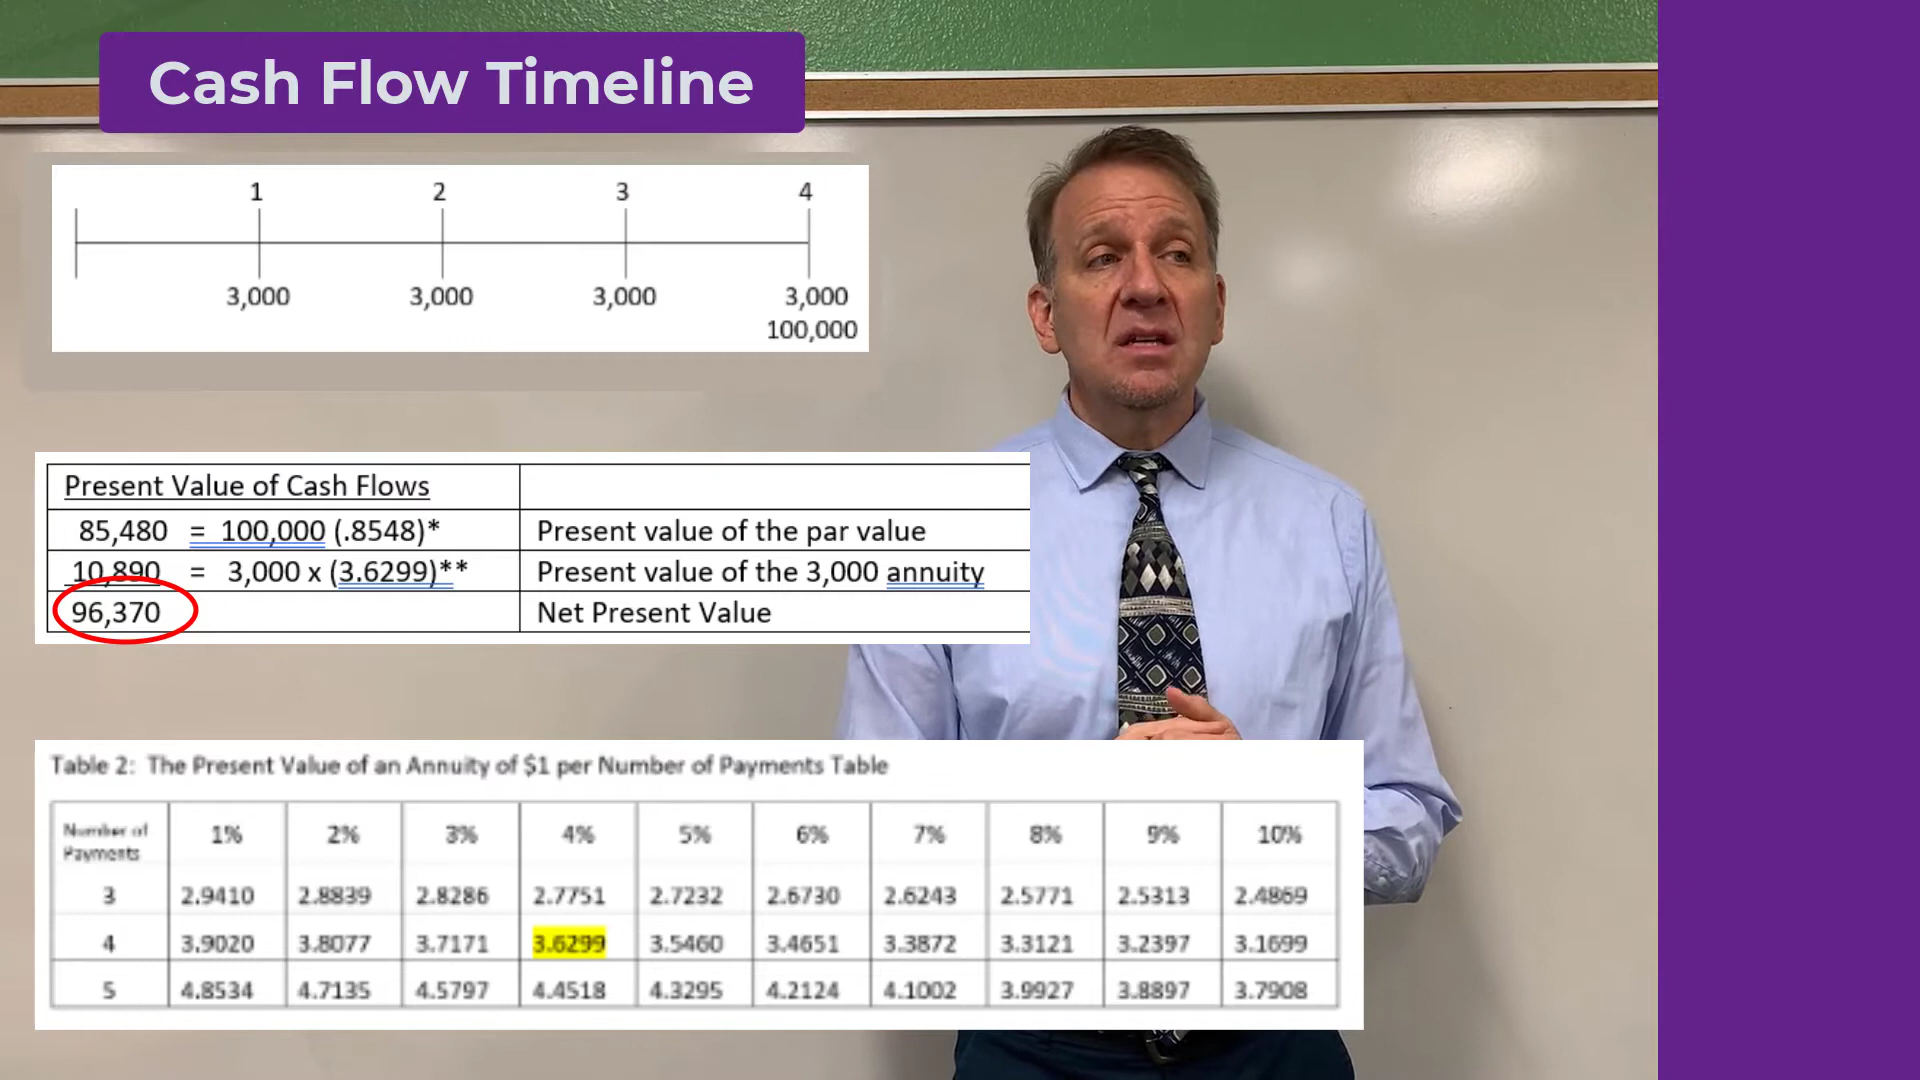 Cash Flow Timeline
1 2 3 4
3,000 3,000 3,000 3,000
100,000
Present Value of Cash Flows
85,480 = 100,000 (.8548)* Present value of the par value
10,890 = 3,000 x (3.6299)** Present value of the 3,000 annuity
96,370 Net Present Value
Table 2: The Present Value of an Annuity of $1 per Number of Payments Table
Number of Payments 1% 2% 3% 4% 5% 6% 7% 8% 9% 10%
3 2.9410 2.8839 2.8286 2.7751 2.7232 2.6730 2.6243 2.5771 2.5313 2.4869
4 3.9020 3.8077 3.7171 3.6299 3.5460 3.4651 3.3872 3.3121 3.2397 3.1699
5 4.8534 4.7135 4.5797 4.4518 4.3295 4.2124 4.1002 3.9927 3.8897 3.7908